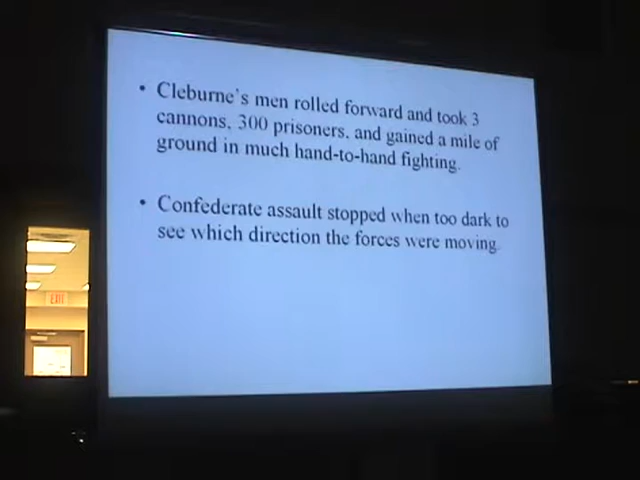 • Cleburne's men rolled forward and took 3
cannons, 300 prisoners, and gained a mile of
ground in much hand-to-hand fighting.
• Confederate assault stopped when too dark to
see which direction the forces were moving.
EXIT